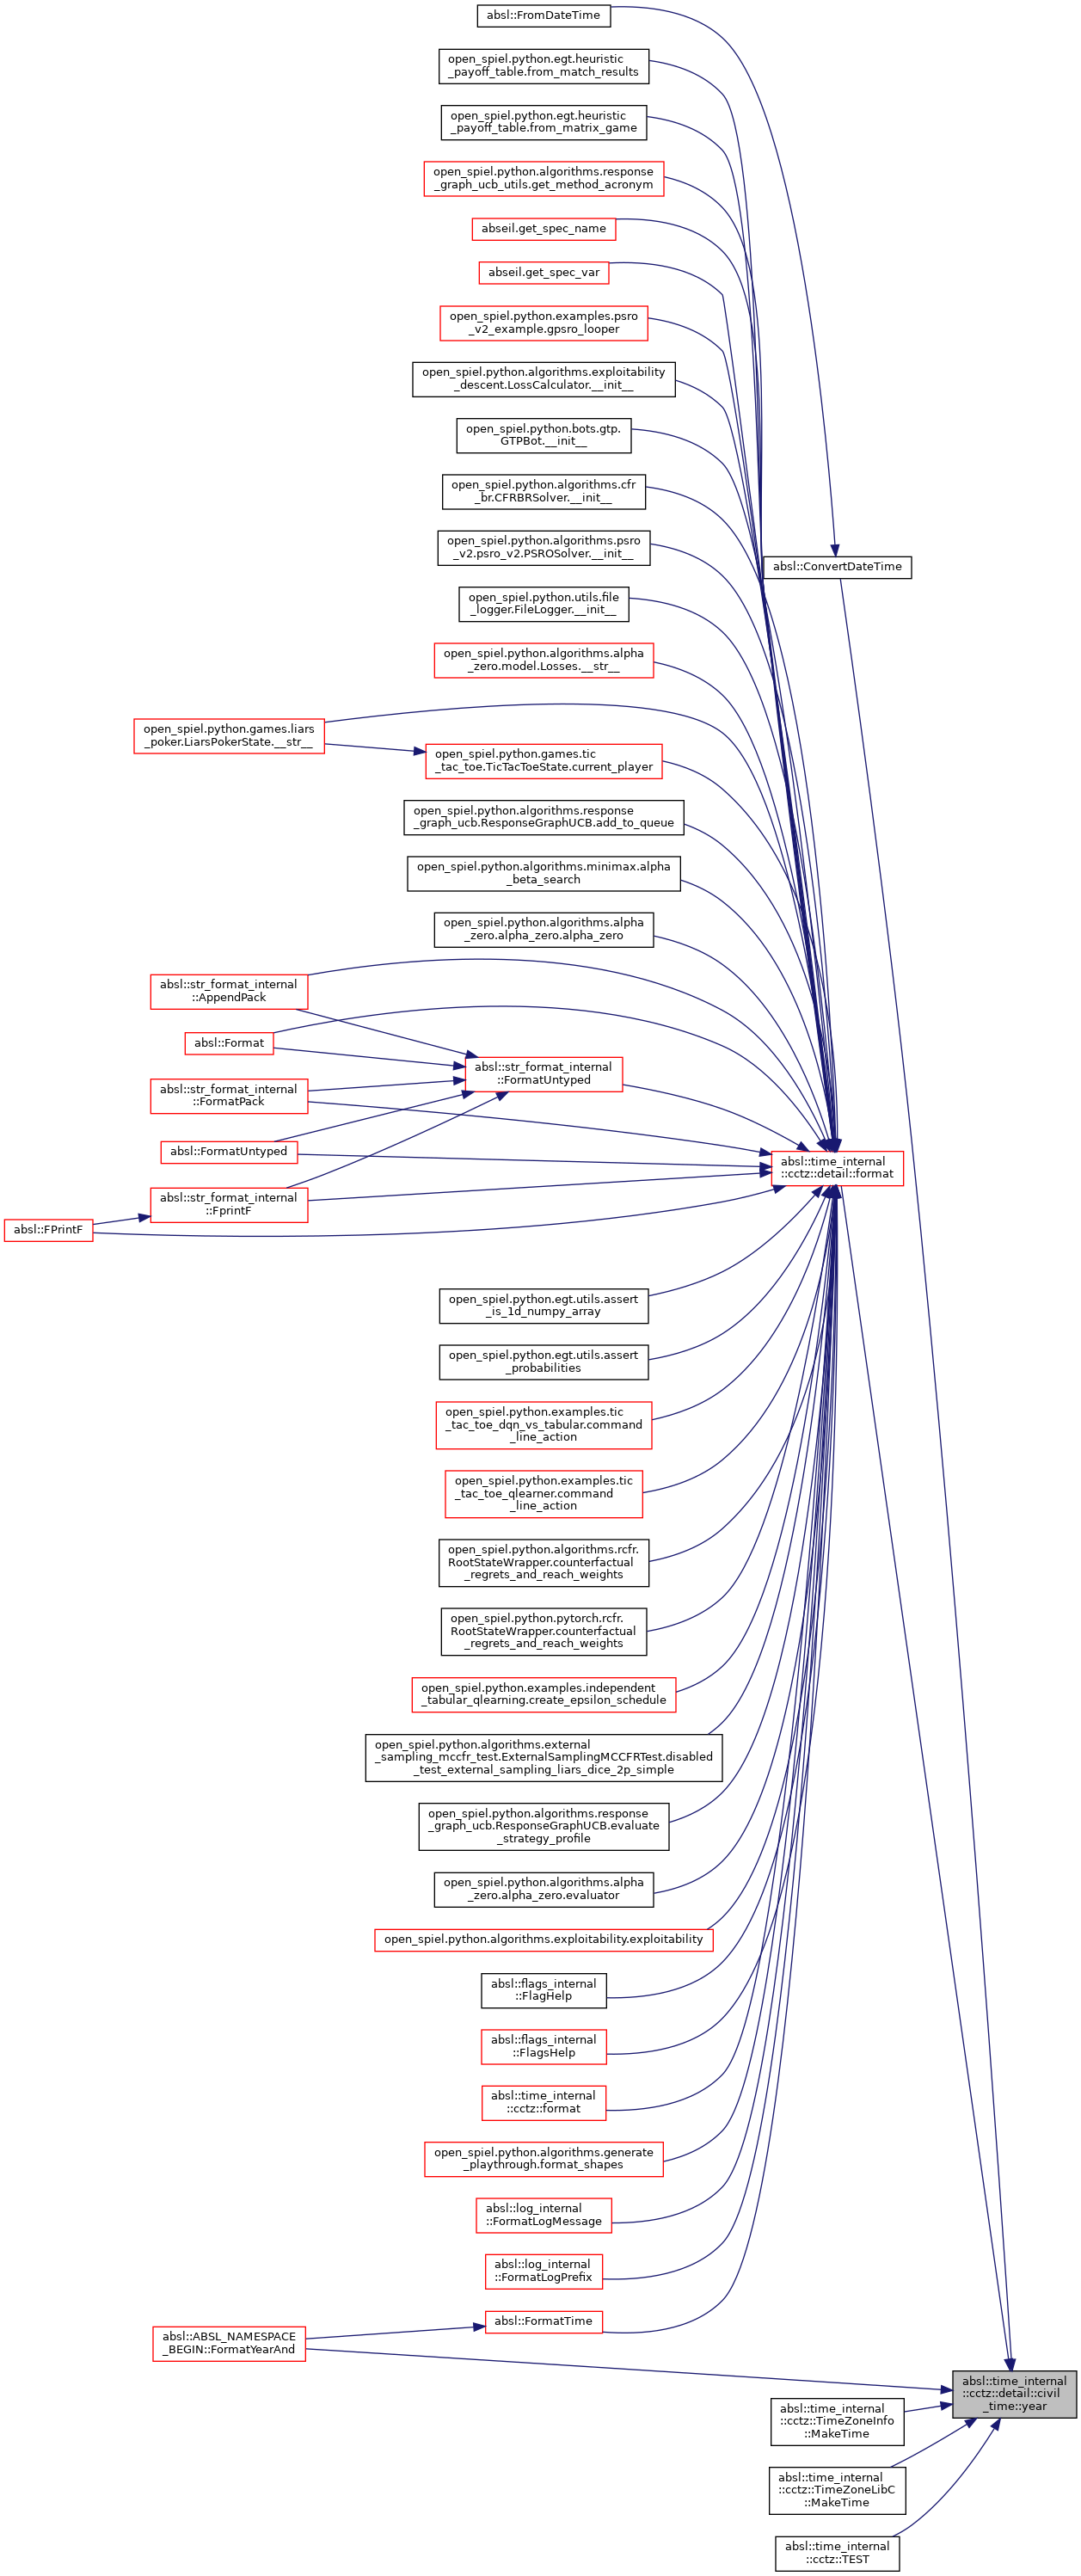 absl::FromDateTime
open_spiel.python.egt.heuristic
_payoff_table.from_match_results
open_spiel.python.egt.heuristic
_payoff_table.from_matrix_game
open_spiel.python.algorithms.response
_graph_ucb_utils.get_method_acronym
abseil.get_spec_name
abseil.get_spec_var
open_spiel.python.examples.psro
_v2_example.gpsro_looper
open_spiel.python.algorithms.exploitability
_descent.LossCalculator.__init__
open_spiel.python.bots.gtp.
GTPBot.__init__
open_spiel.python.algorithms.cfr
_br.CFRBRSolver.__init__
open_spiel.python.algorithms.psro
_v2.psro_v2.PSROSolver.__init__
absl::ConvertDateTime
open_spiel.python.utils.file
_logger.FileLogger.__init__
open_spiel.python.algorithms.alpha
_zero.model.Losses.__str__
open_spiel.python.games.liars
_poker.LiarsPokerState.__str__
open_spiel.python.games.tic
_tac_toe.TicTacToeState.current_player
open_spiel.python.algorithms.response
_graph_ucb.ResponseGraphUCB.add_to_queue
open_spiel.python.algorithms.minimax.alpha
_beta_search
open_spiel.python.algorithms.alpha
_zero.alpha_zero.alpha_zero
absl::str_format_internal
::AppendPack
absl::Format
absl::str_format_internal
::FormatUntyped
absl::str_format_internal
::FormatPack
absl::FormatUntyped
absl::time_internal
::cctz::detail::format
absl::str_format_internal
::FprintF
absl::FPrintF
open_spiel.python.egt.utils.assert
_is_1d_numpy_array
open_spiel.python.egt.utils.assert
_probabilities
open_spiel.python.examples.tic
_tac_toe_dqn_vs_tabular.command
_line_action
open_spiel.python.examples.tic
_tac_toe_qlearner.command
_line_action
open_spiel.python.algorithms.rcfr.
RootStateWrapper.counterfactual
_regrets_and_reach_weights
open_spiel.python.pytorch.rcfr.
RootStateWrapper.counterfactual
_regrets_and_reach_weights
open_spiel.python.examples.independent
_tabular_qlearning.create_epsilon_schedule
open_spiel.python.algorithms.external
_sampling_mccfr_test.ExternalSamplingMCCFRTest.disabled
_test_external_sampling_liars_dice_2p_simple
open_spiel.python.algorithms.response
_graph_ucb.ResponseGraphUCB.evaluate
_strategy_profile
open_spiel.python.algorithms.alpha
_zero.alpha_zero.evaluator
open_spiel.python.algorithms.exploitability.exploitability
absl::flags_internal
::FlagHelp
absl::flags_internal
::FlagsHelp
absl::time_internal
::cctz::format
open_spiel.python.algorithms.generate
_playthrough.format_shapes
absl::log_internal
::FormatLogMessage
absl::log_internal
::FormatLogPrefix
absl::FormatTime
absl::ABSL_NAMESPACE
_BEGIN::FormatYearAnd
absl::time_internal
::cctz::detail::civil
_time::year
absl::time_internal
::cctz::TimeZoneInfo
::MakeTime
absl::time_internal
::cctz::TimeZoneLibC
::MakeTime
absl::time_internal
::cctz::TEST